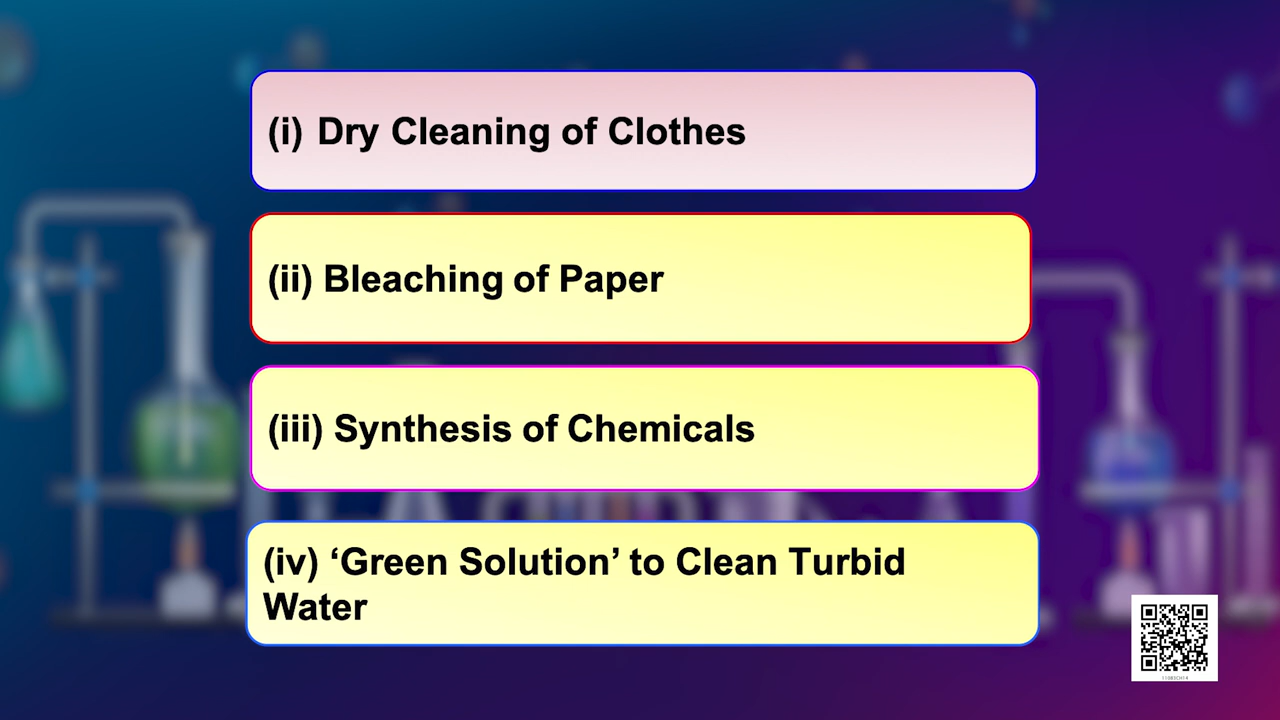 (i) Dry Cleaning of Clothes
(ii) Bleaching of Paper
(iii) Synthesis of Chemicals
(iv) ‘Green Solution’ to Clean Turbid
Water